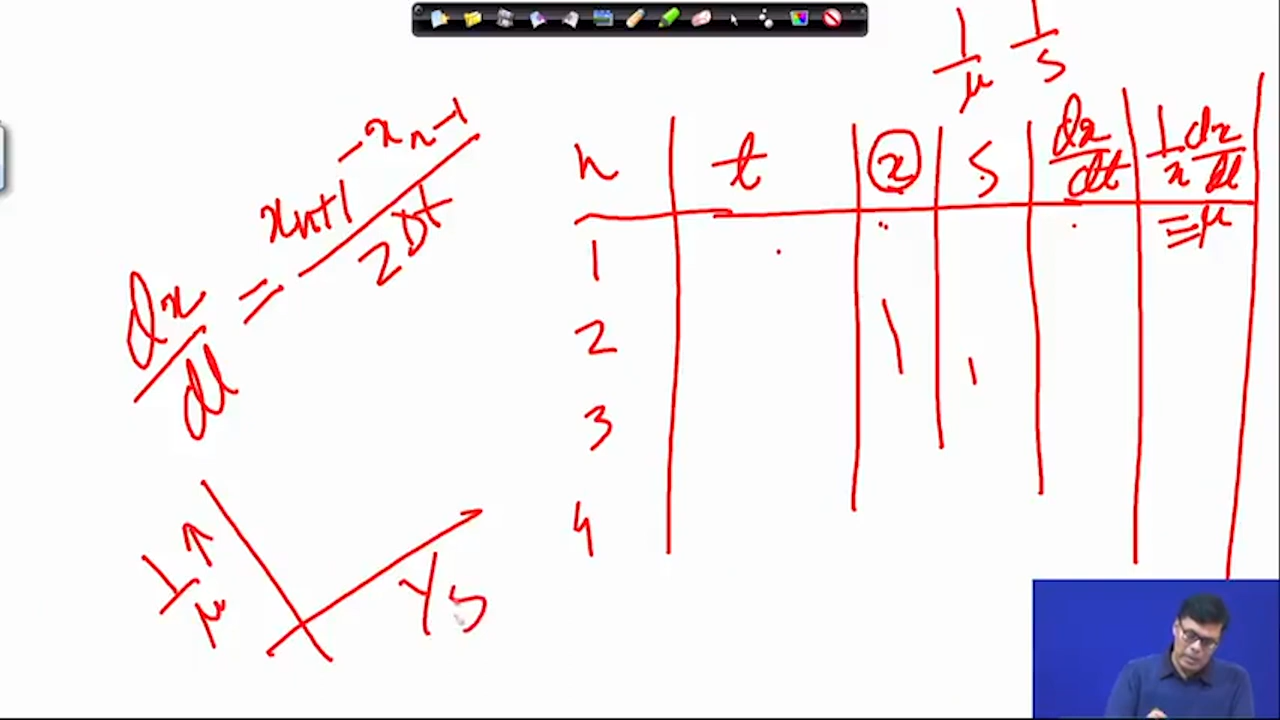 1/μ 1/s
n t x s dx/dt 1/x dx/dt
≡ μ
1
2
3
4
dx/dt = x_{n+1} - x_{n-1} / 2Δt
1/μ ↑
1/s